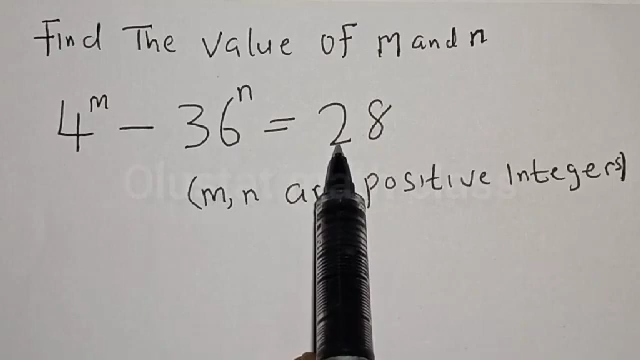 Find The value of m and n
4^m − 36^n = 28
(m, n positive Integers)